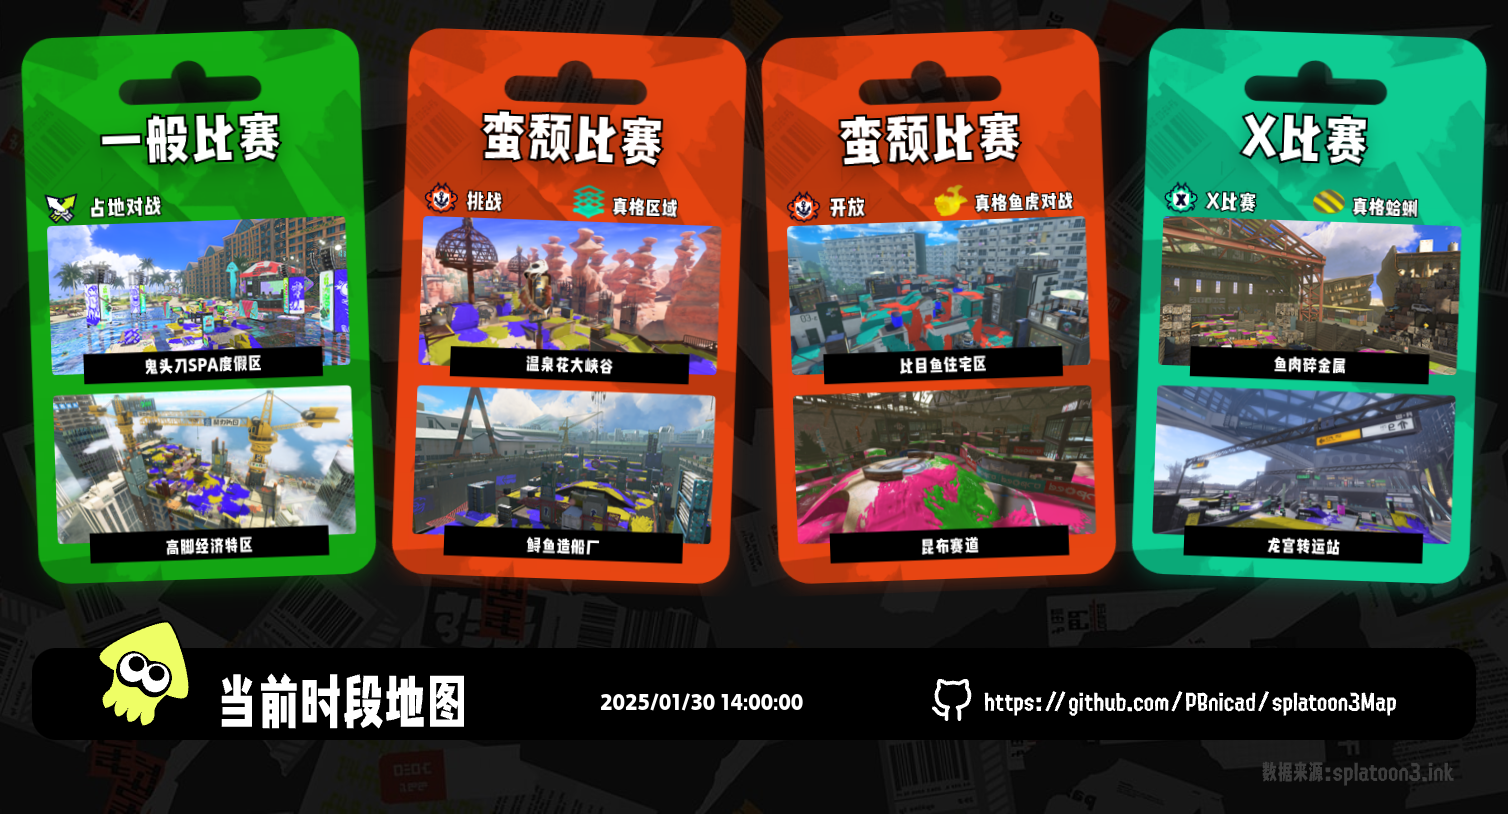 一般比赛
占地对战
鬼头刀SPA度假区
高脚经济特区
蛮颓比赛
挑战
真格区域
温泉花大峡谷
鲟鱼造船厂
蛮颓比赛
开放
真格鱼虎对战
比目鱼住宅区
昆布赛道
X比赛
X比赛
真格蛤蜊
鱼肉碎金属
龙宫转运站
当前时段地图
2025/01/30 14:00:00
https://github.com/PBnicad/splatoon3Map
数据来源:splatoon3.ink